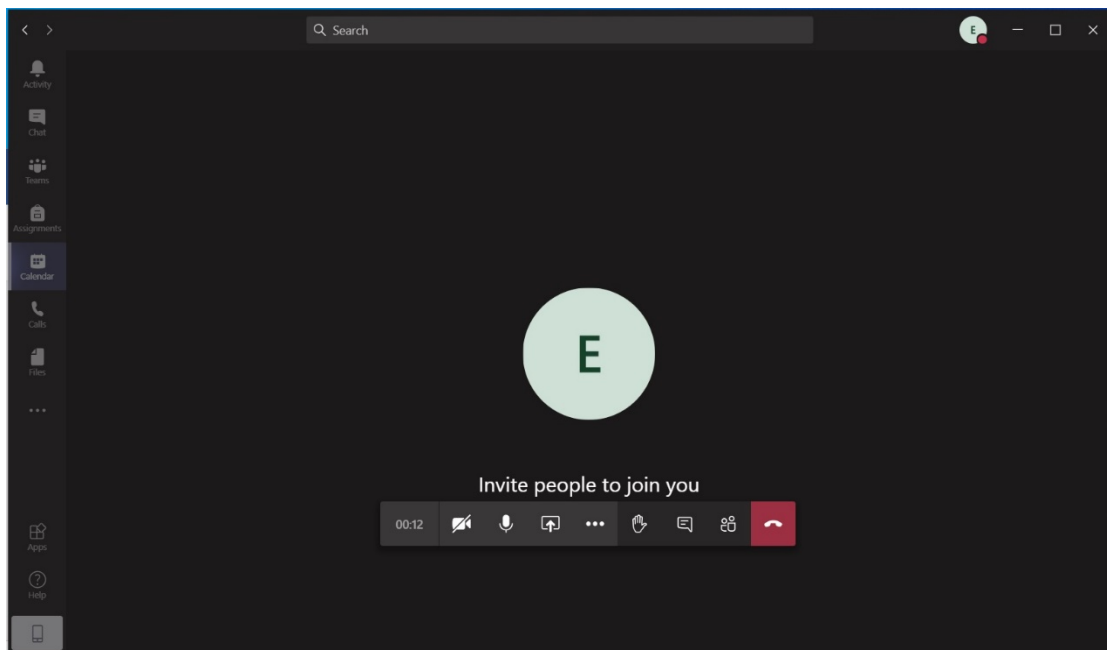 Search
E
Activity
Chat
Teams
Assignments
Calendar
Calls
Files
Apps
Help
E
Invite people to join you
00:12